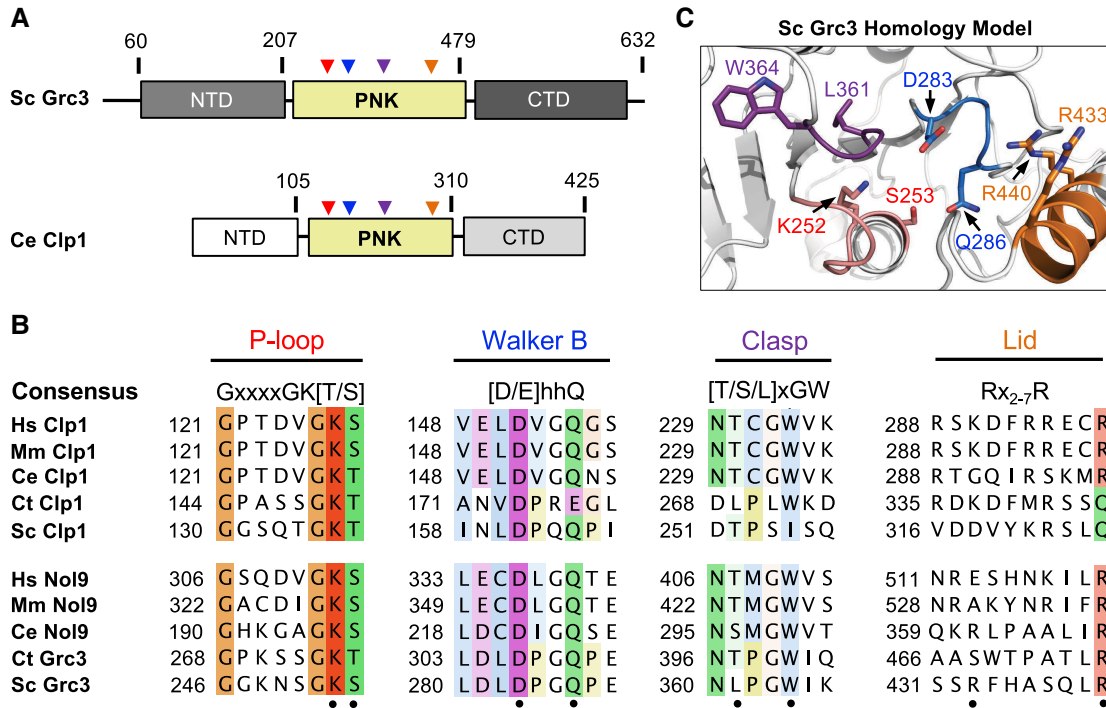 A
60 207 479 632
Sc Grc3 NTD PNK CTD
105 310 425
Ce Clp1 NTD PNK CTD
C
Sc Grc3 Homology Model
W364
L361
D283
R433
K252
S253
R440
Q286
B
P-loop Walker B Clasp Lid
Consensus GxxxxGK[T/S] [D/E]hhQ [T/S/L]xGW Rx2-7R
Hs Clp1 121 G P T D V G K S 148 V E L D V G Q G S 229 N T C G W V K 288 R S K D F R R E C R
Mm Clp1 121 G P T D V G K S 148 V E L D V G Q G S 229 N T C G W V K 288 R S K D F R R E C R
Ce Clp1 121 G P T D V G K T 148 V E L D V G Q N S 229 N T C G W V K 288 R T G Q I R S K M R
Ct Clp1 144 G P A S S G K T 171 A N V D P R E G L 268 D L P L W K D 335 R D K D F M R S S Q
Sc Clp1 130 G G S Q T G K T 158 I N L D P Q Q P I 251 D T P S I S Q 316 V D D V Y K R S L Q
Hs Nol9 306 G S Q D V G K S 333 L E C D L G Q T E 406 N T M G W V S 511 N R E S H N K I L R
Mm Nol9 322 G A C D I G K S 349 L E C D L G Q T E 422 N T M G W V S 528 N R A K Y N R I F R
Ce Nol9 190 G H K G A G K S 218 L D C D I G Q S E 295 N S M G W V T 359 Q K R L P A A L I R
Ct Grc3 268 G P K S S G K T 303 L D L D P G Q P E 396 N T P G W I Q 466 A A S W T P A T L R
Sc Grc3 246 G G K N S G K S 280 L D L D P G Q P E 360 N L P G W I K 431 S S R F H A S Q L R